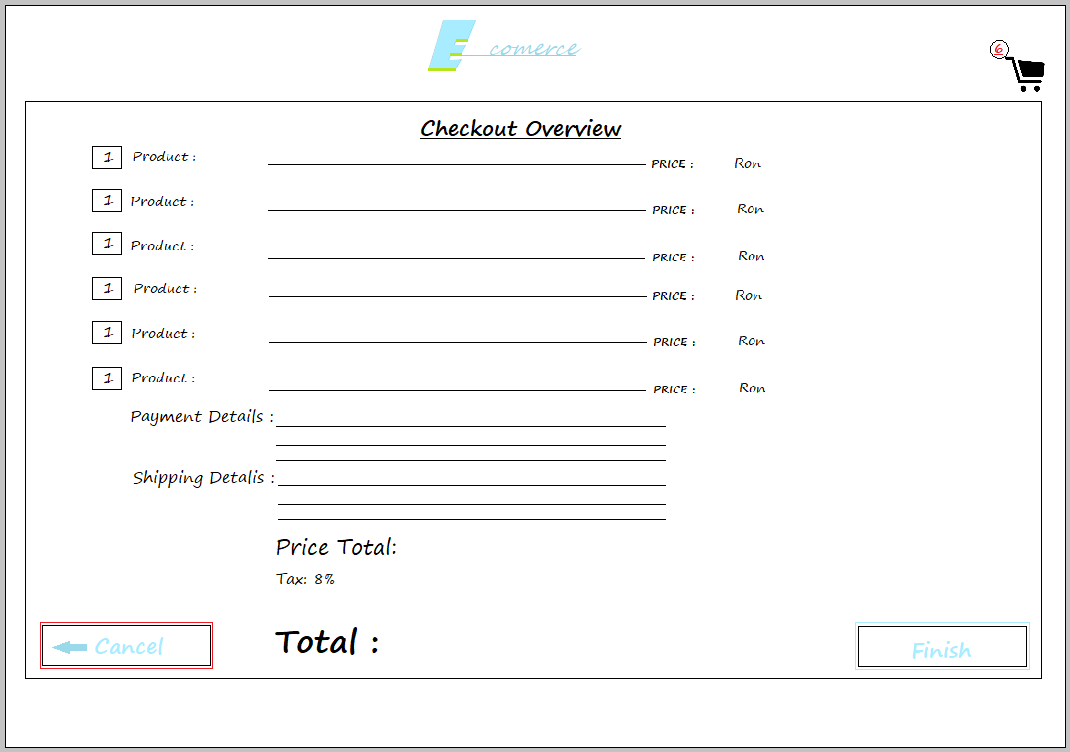 E comerce
6
Checkout Overview
1 Product : PRICE : Ron
1 Product : PRICE : Ron
1 Product : PRICE : Ron
1 Product : PRICE : Ron
1 Product : PRICE : Ron
1 Product : PRICE : Ron
Payment Details :
Shipping Detalis :
Price Total:
Tax: 8%
Total :
Cancel
Finish